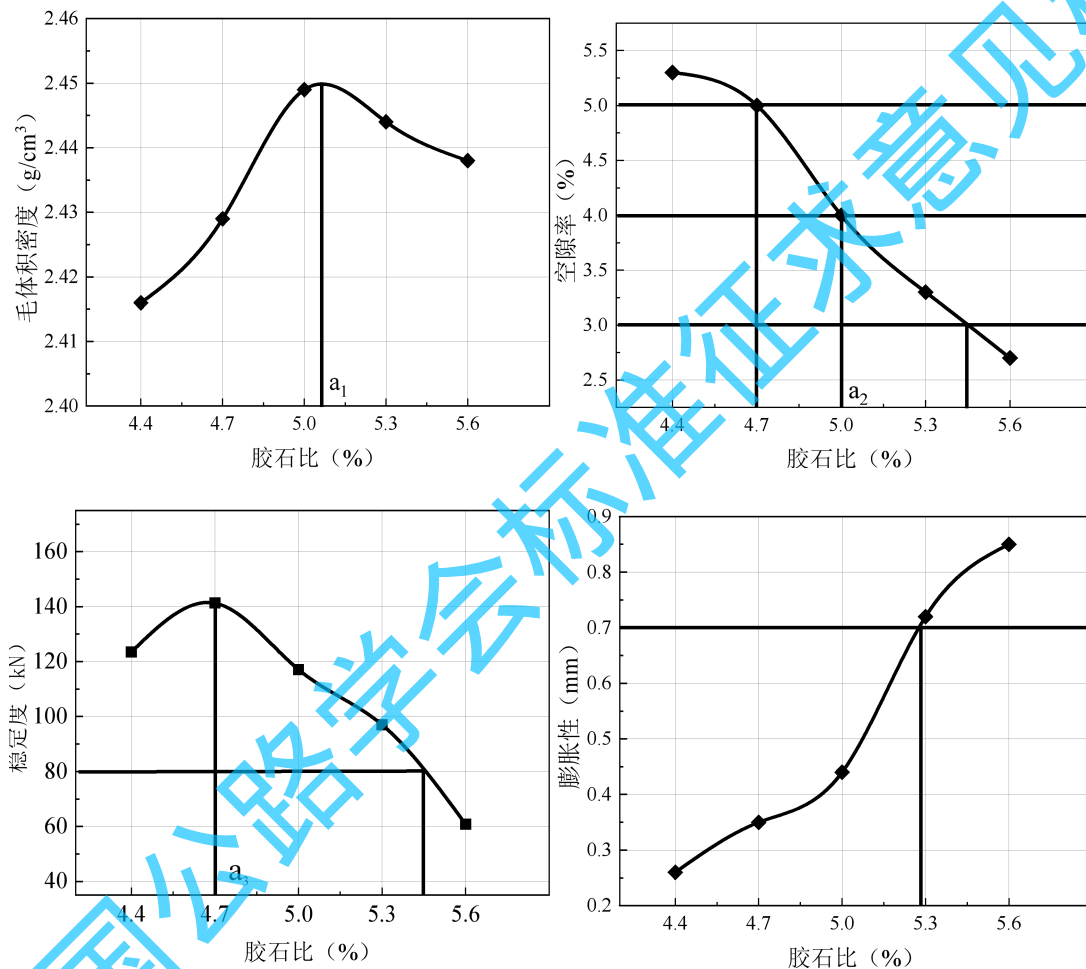 2.46
2.45
2.44
2.43
2.42
2.41
2.40
毛体积密度（g/cm³）
a₁
4.4 4.7 5.0 5.3 5.6
胶石比（%）
5.5
5.0
4.5
4.0
3.5
3.0
2.5
空隙率（%）
a₂
4.4 4.7 5.0 5.3 5.6
胶石比（%）
160
140
120
100
80
60
40
稳定度（kN）
a₃
4.4 4.7 5.0 5.3 5.6
胶石比（%）
0.9
0.8
0.7
0.6
0.5
0.4
0.3
0.2
膨胀性（mm）
4.4 4.7 5.0 5.3 5.6
胶石比（%）
国公路学会标准征求意见稿